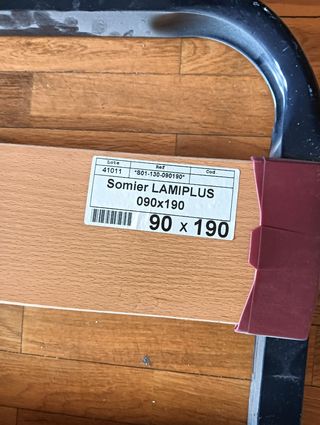 Lote Ref Cod.
41011 *S01-130-090190*
Somier LAMIPLUS
090x190
90 x 190